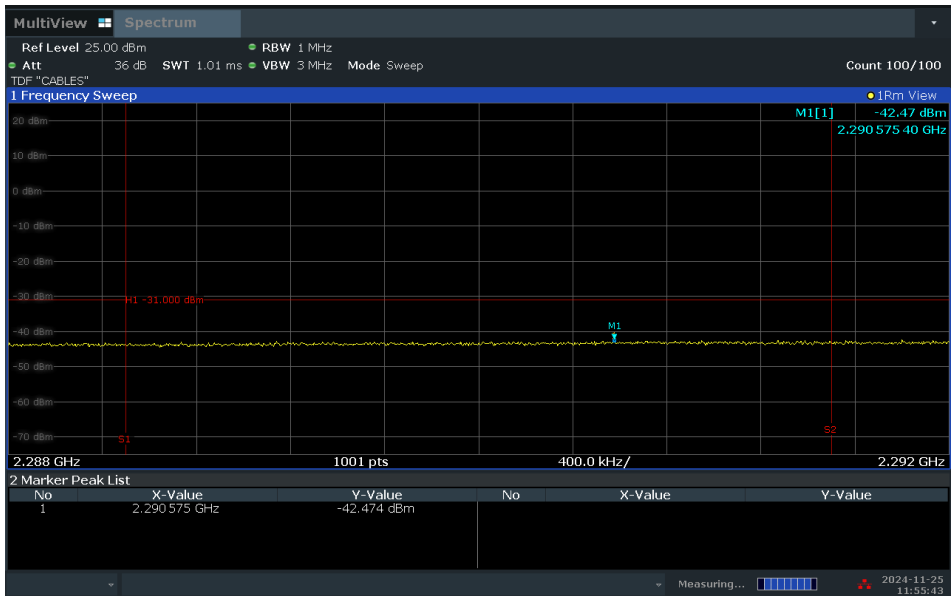 MultiView Spectrum
Ref Level 25.00 dBm RBW 1 MHz
Att 36 dB SWT 1.01 ms VBW 3 MHz Mode Sweep Count 100/100
TDF "CABLES"
1 Frequency Sweep 1Rm View
M1[1] -42.47 dBm
2.290 575 40 GHz
20 dBm
10 dBm
0 dBm
-10 dBm
-20 dBm
-30 dBm
H1 -31.000 dBm
M1
-40 dBm
-50 dBm
-60 dBm
S2
-70 dBm
S1
2.288 GHz 1001 pts 400.0 kHz/ 2.292 GHz
2 Marker Peak List
No X-Value Y-Value No X-Value Y-Value
1 2.290 575 GHz -42.474 dBm
Measuring... 2024-11-25
11:55:43